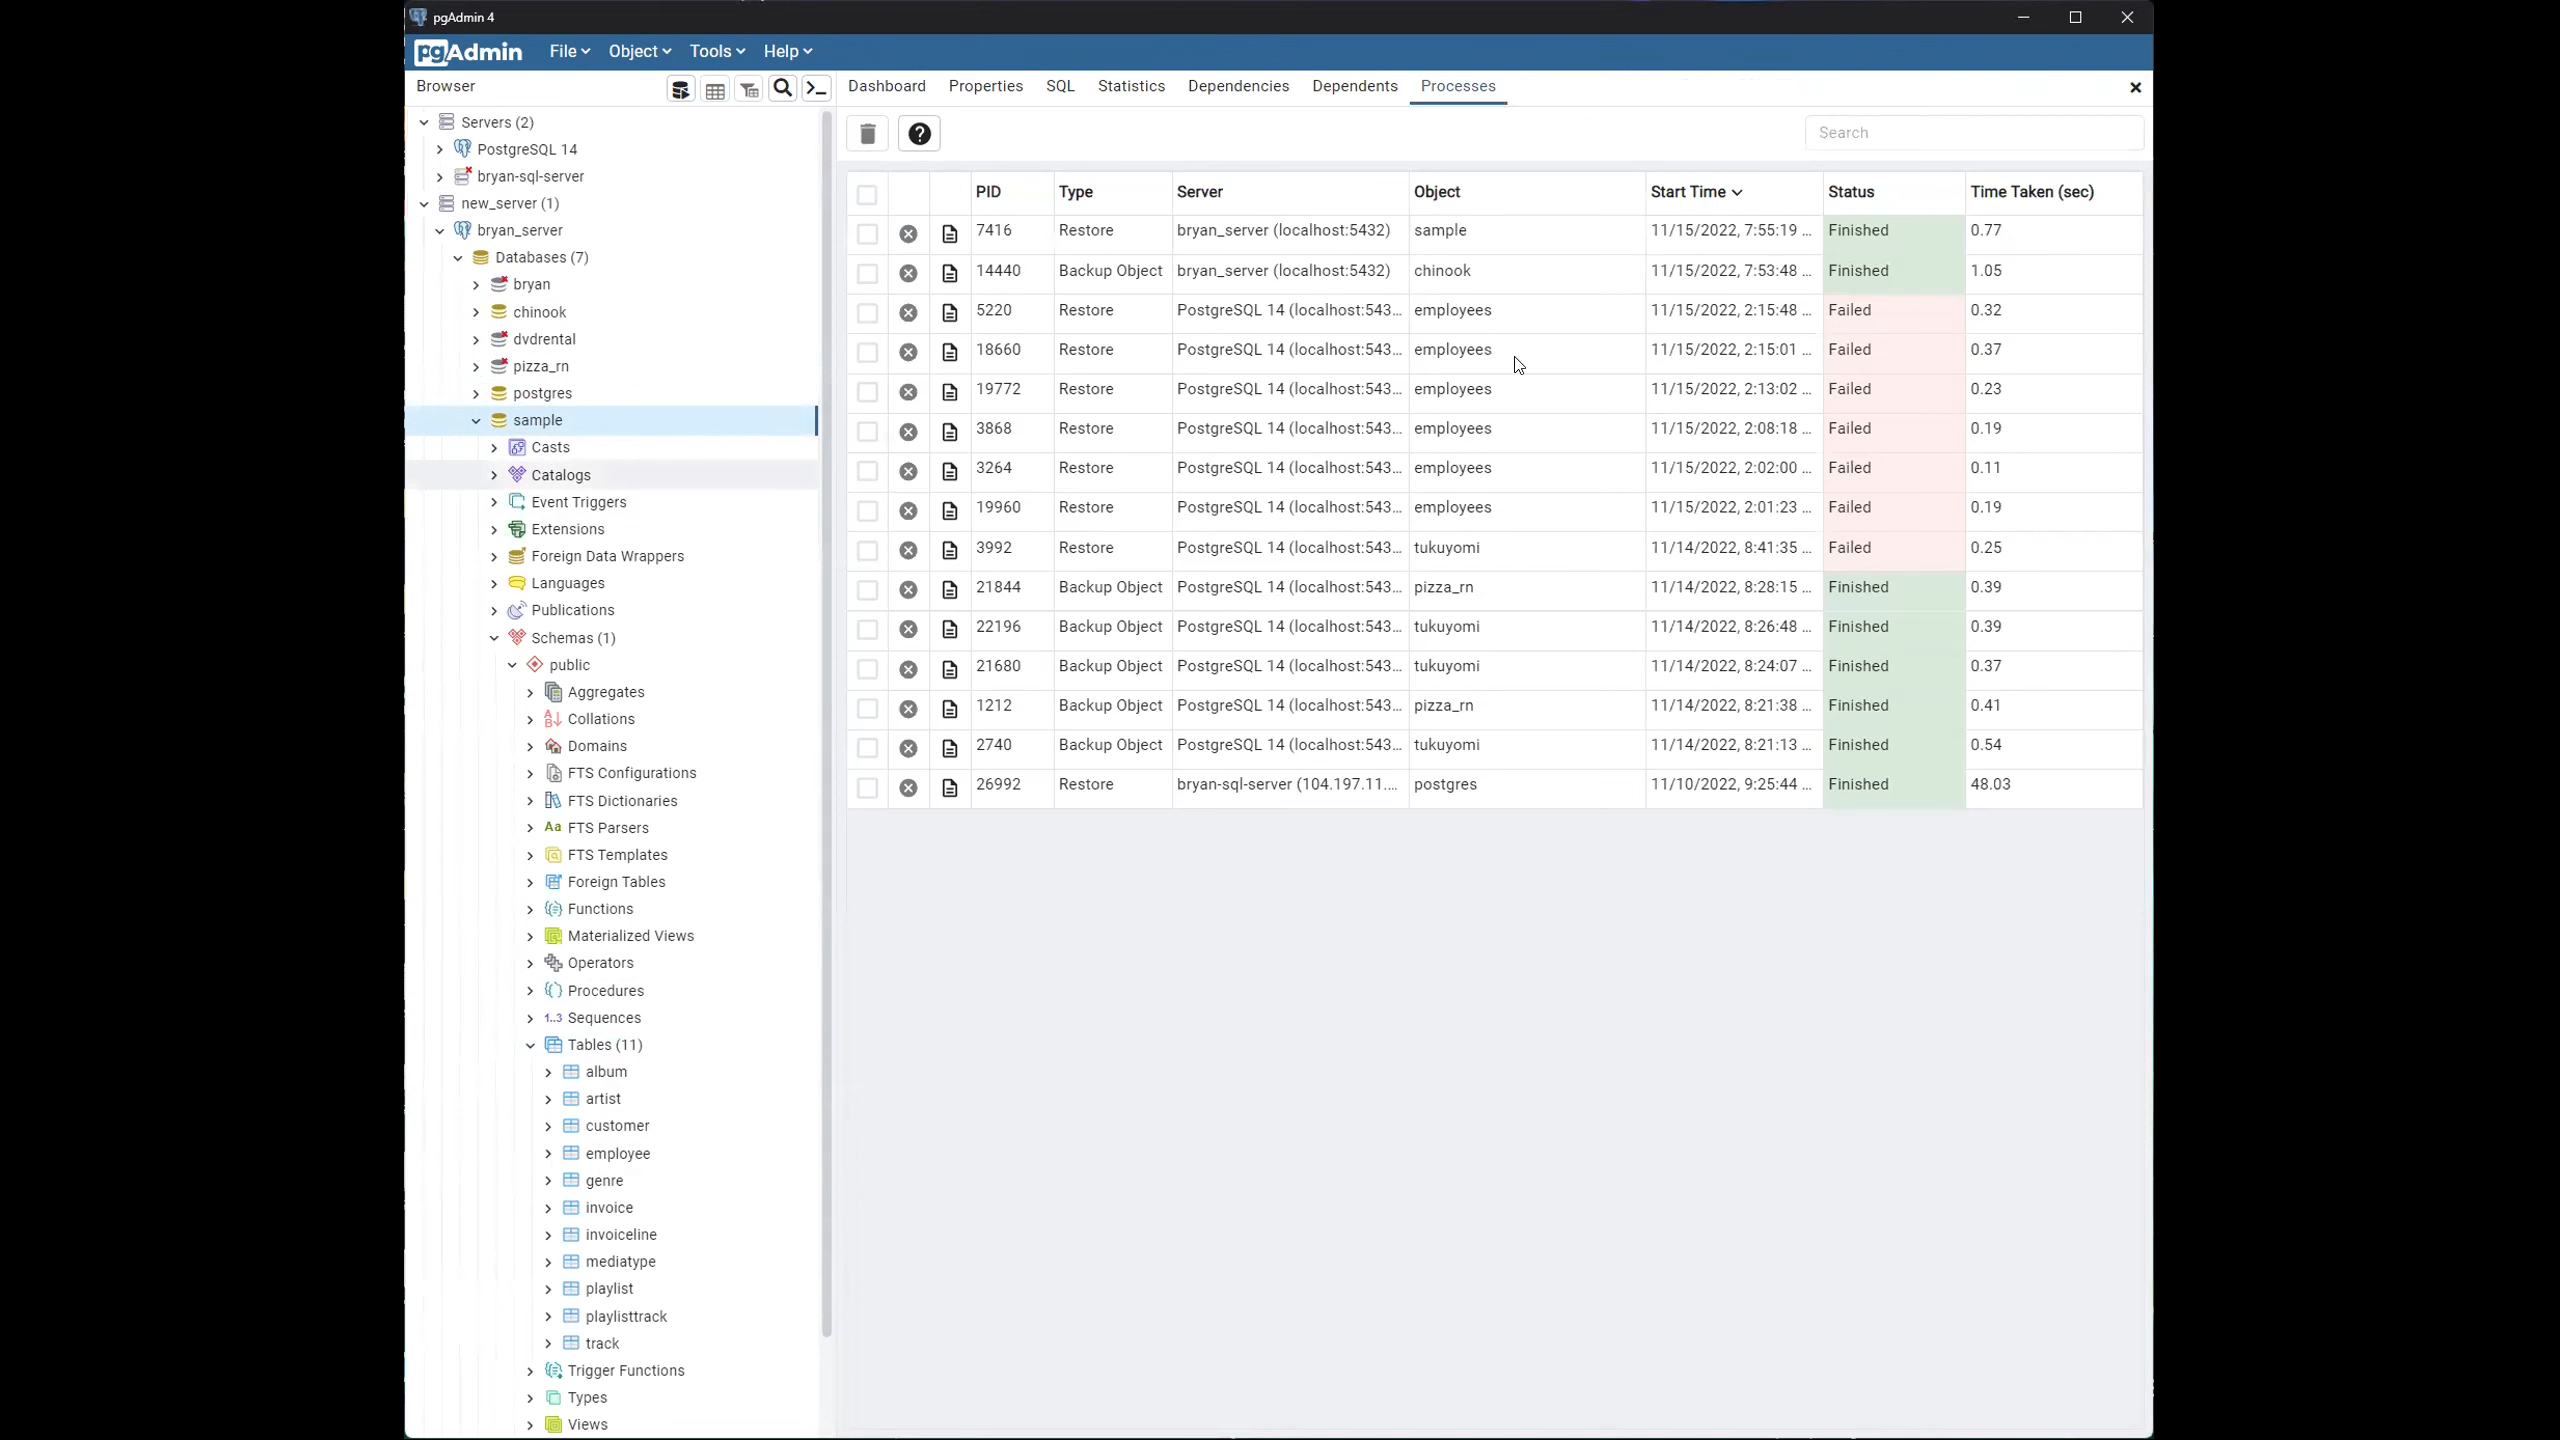 pgAdmin 4
pgAdmin File Object Tools Help
Browser
Dashboard Properties SQL Statistics Dependencies Dependents Processes
Search
Servers (2)
PostgreSQL 14
bryan-sql-server
new_server (1)
bryan_server
Databases (7)
bryan
chinook
dvdrental
pizza_rn
postgres
sample
Casts
Catalogs
Event Triggers
Extensions
Foreign Data Wrappers
Languages
Publications
Schemas (1)
public
Aggregates
Collations
Domains
FTS Configurations
FTS Dictionaries
Aa FTS Parsers
FTS Templates
Foreign Tables
Functions
Materialized Views
Operators
Procedures
1..3 Sequences
Tables (11)
album
artist
customer
employee
genre
invoice
invoiceline
mediatype
playlist
playlisttrack
track
Trigger Functions
Types
Views
PID Type Server Object Start Time Status Time Taken (sec)
7416 Restore bryan_server (localhost:5432) sample 11/15/2022, 7:55:19 ... Finished 0.77
14440 Backup Object bryan_server (localhost:5432) chinook 11/15/2022, 7:53:48 ... Finished 1.05
5220 Restore PostgreSQL 14 (localhost:543... employees 11/15/2022, 2:15:48 ... Failed 0.32
18660 Restore PostgreSQL 14 (localhost:543... employees 11/15/2022, 2:15:01 ... Failed 0.37
19772 Restore PostgreSQL 14 (localhost:543... employees 11/15/2022, 2:13:02 ... Failed 0.23
3868 Restore PostgreSQL 14 (localhost:543... employees 11/15/2022, 2:08:18 ... Failed 0.19
3264 Restore PostgreSQL 14 (localhost:543... employees 11/15/2022, 2:02:00 ... Failed 0.11
19960 Restore PostgreSQL 14 (localhost:543... employees 11/15/2022, 2:01:23 ... Failed 0.19
3992 Restore PostgreSQL 14 (localhost:543... tukuyomi 11/14/2022, 8:41:35 ... Failed 0.25
21844 Backup Object PostgreSQL 14 (localhost:543... pizza_rn 11/14/2022, 8:28:15 ... Finished 0.39
22196 Backup Object PostgreSQL 14 (localhost:543... tukuyomi 11/14/2022, 8:26:48 ... Finished 0.39
21680 Backup Object PostgreSQL 14 (localhost:543... tukuyomi 11/14/2022, 8:24:07 ... Finished 0.37
1212 Backup Object PostgreSQL 14 (localhost:543... pizza_rn 11/14/2022, 8:21:38 ... Finished 0.41
2740 Backup Object PostgreSQL 14 (localhost:543... tukuyomi 11/14/2022, 8:21:13 ... Finished 0.54
26992 Restore bryan-sql-server (104.197.11.... postgres 11/10/2022, 9:25:44 ... Finished 48.03